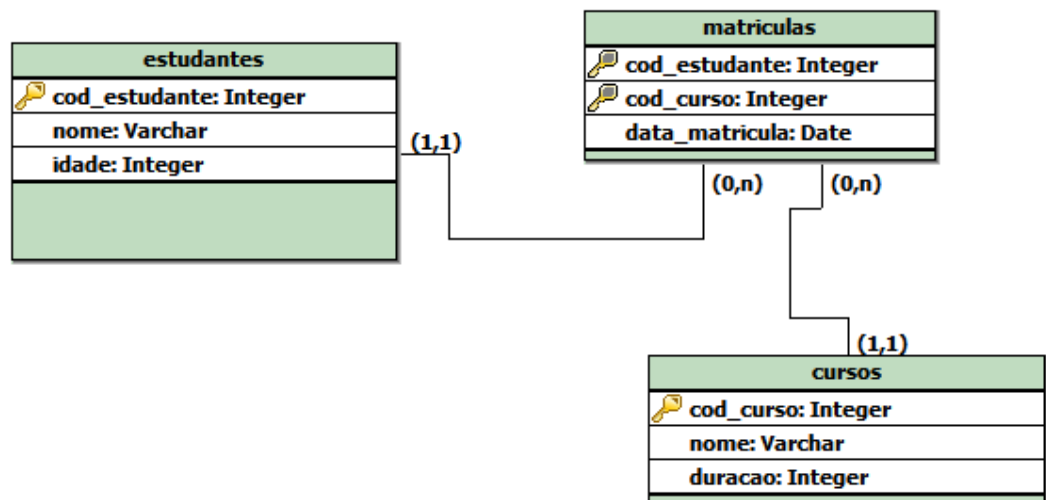 estudantes
cod_estudante: Integer
nome: Varchar
idade: Integer
(1,1)
matriculas
cod_estudante: Integer
cod_curso: Integer
data_matricula: Date
(0,n)
(0,n)
(1,1)
cursos
cod_curso: Integer
nome: Varchar
duracao: Integer